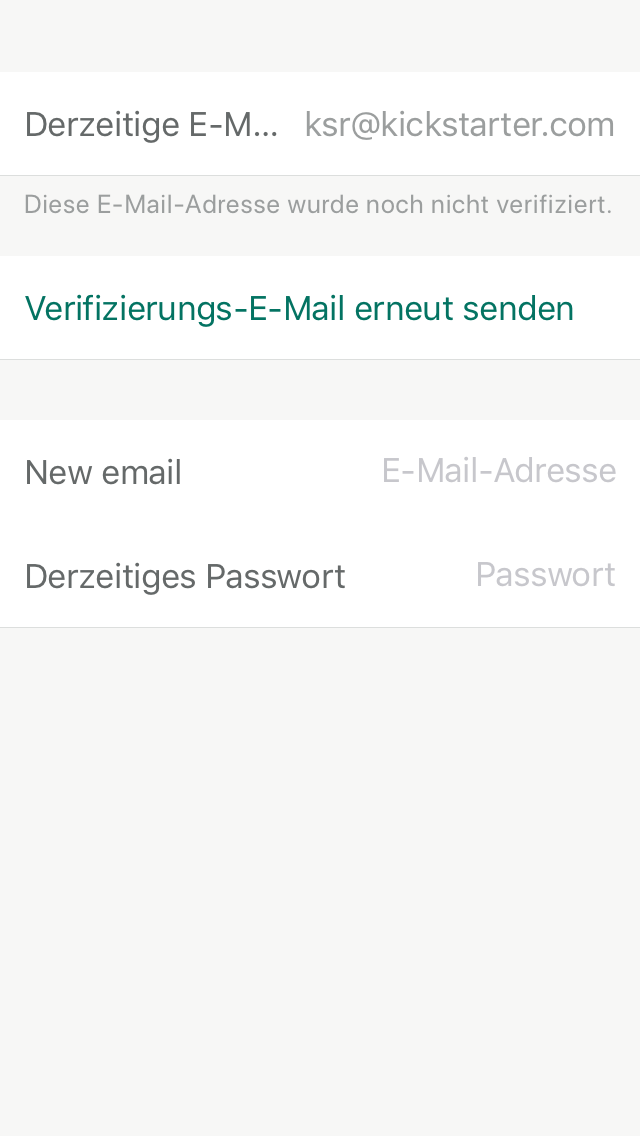 Derzeitige E-M... ksr@kickstarter.com
Diese E-Mail-Adresse wurde noch nicht verifiziert.
Verifizierungs-E-Mail erneut senden
New email E-Mail-Adresse
Derzeitiges Passwort Passwort